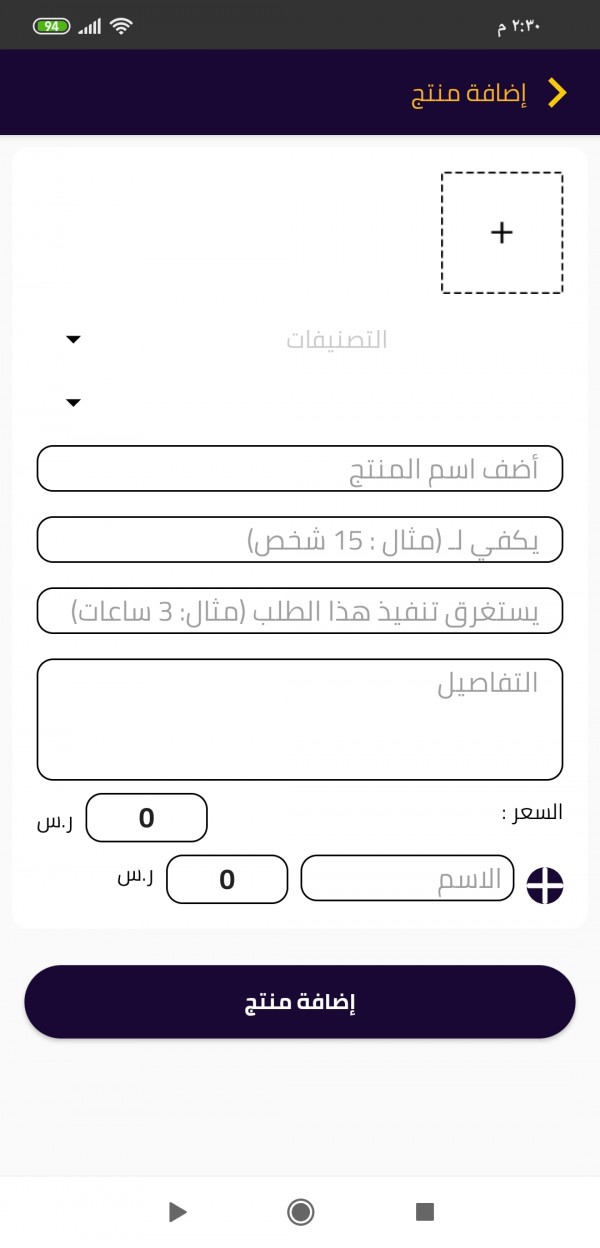 ٢:٣٠ م
94
إضافة منتج
+
التصنيفات
أضف اسم المنتج
يكفي لـ (مثال : 15 شخص)
يستغرق تنفيذ هذا الطلب (مثال: 3 ساعات)
التفاصيل
السعر : 0 ر.س
الاسم 0 ر.س
إضافة منتج